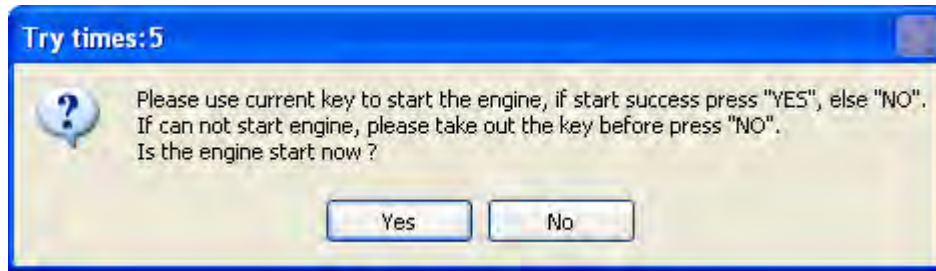 Try times:5
Please use current key to start the engine, if start success press "YES", else "NO".
If can not start engine, please take out the key before press "NO".
Is the engine start now ?
Yes
No